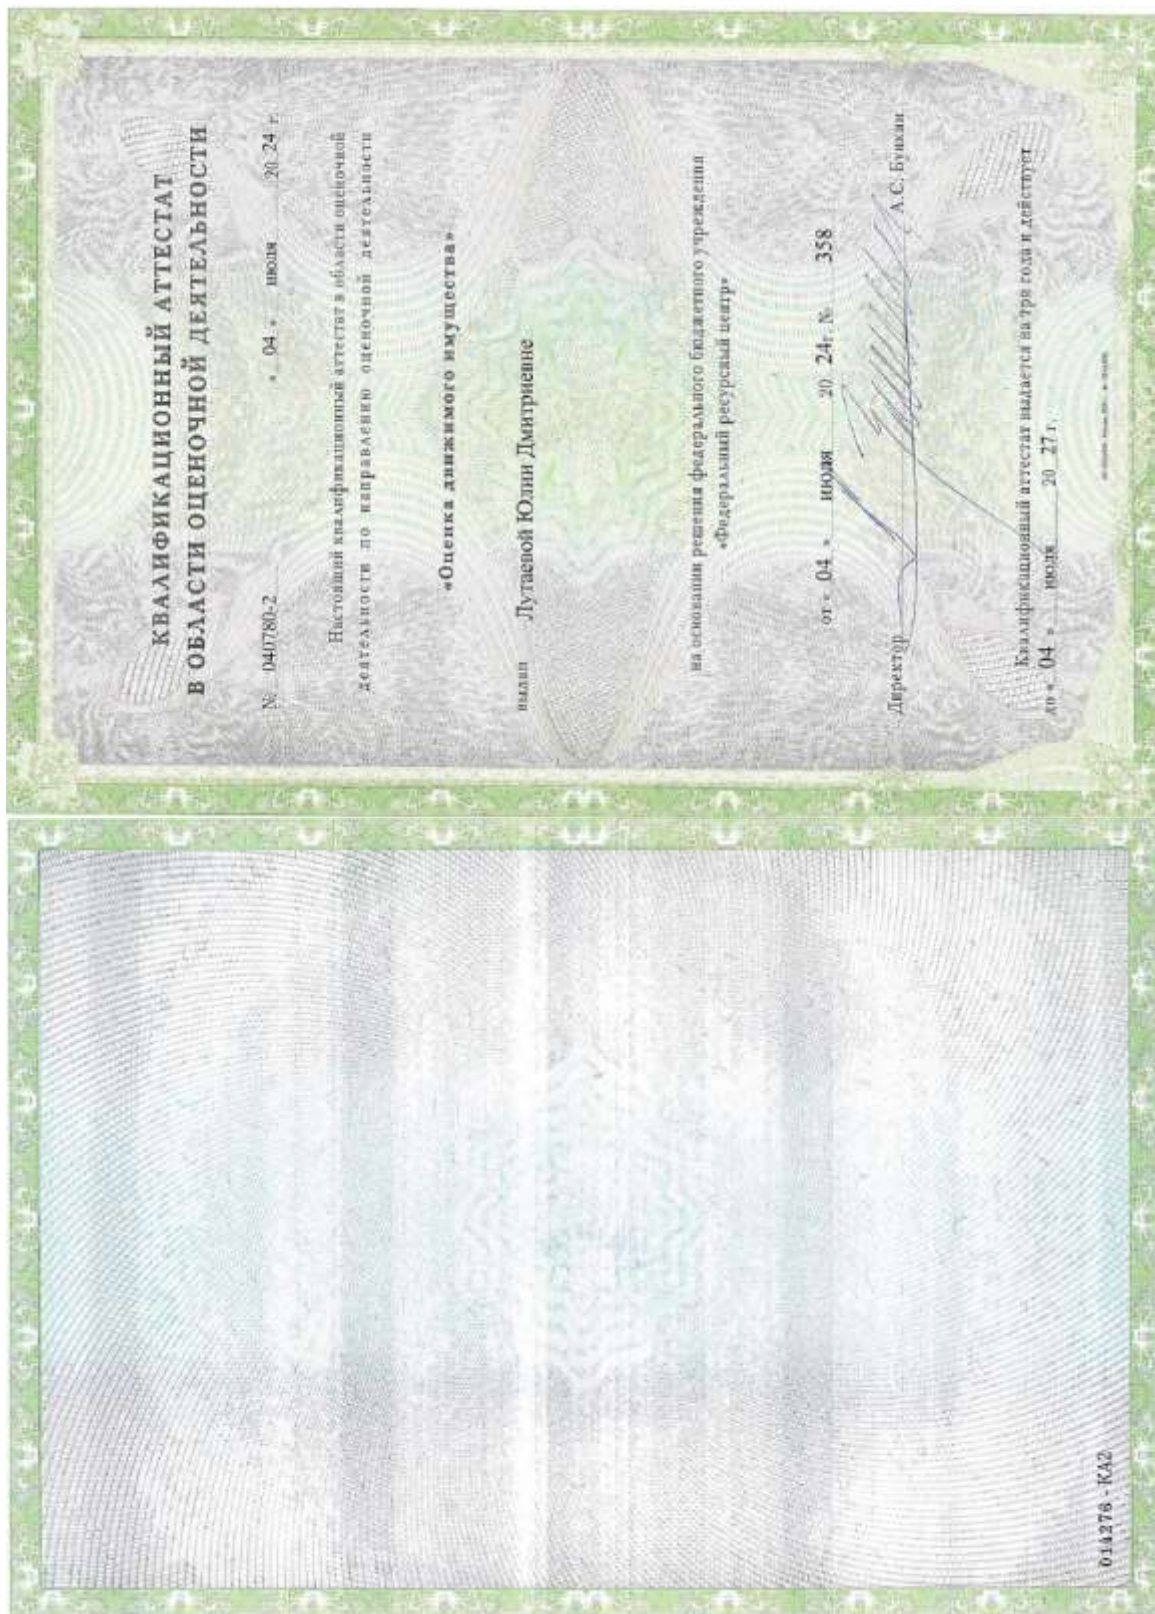 КВАЛИФИКАЦИОННЫЙ АТТЕСТАТ
В ОБЛАСТИ ОЦЕНОЧНОЙ ДЕЯТЕЛЬНОСТИ
№ 040780-2 « 04 » июля 20 24 г.
Настоящий квалификационный аттестат в области оценочной
деятельности по направлению оценочной деятельности
«Оценка движимого имущества»
выдан Лутаевой Юлии Дмитриевне
на основании решения федерального бюджетного учреждения
«Федеральный ресурсный центр»
от « 04 » июля 20 24 г. № 358
Директор А.С. Бункин
Квалификационный аттестат выдается на три года и действует
до « 04 » июля 20 27 г.
014276 - КА2